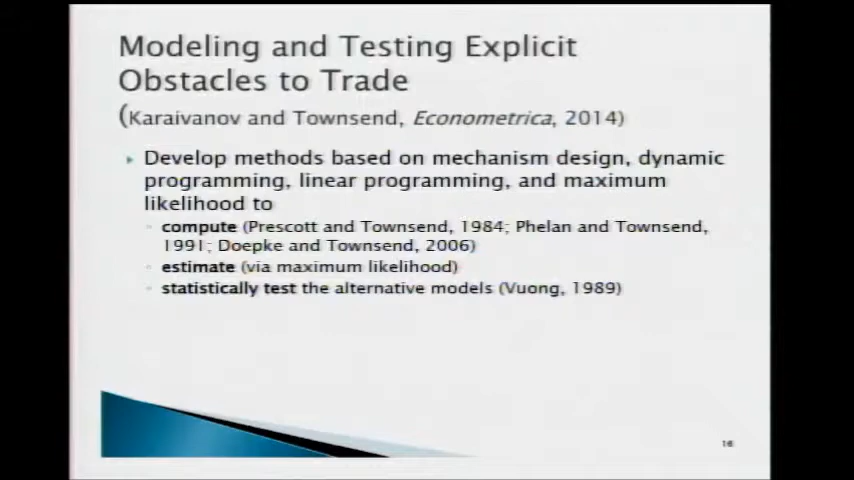 Modeling and Testing Explicit
Obstacles to Trade
(Karaivanov and Townsend, Econometrica, 2014)
Develop methods based on mechanism design, dynamic
programming, linear programming, and maximum
likelihood to
compute (Prescott and Townsend, 1984; Phelan and Townsend,
1991; Doepke and Townsend, 2006)
estimate (via maximum likelihood)
statistically test the alternative models (Vuong, 1989)
16